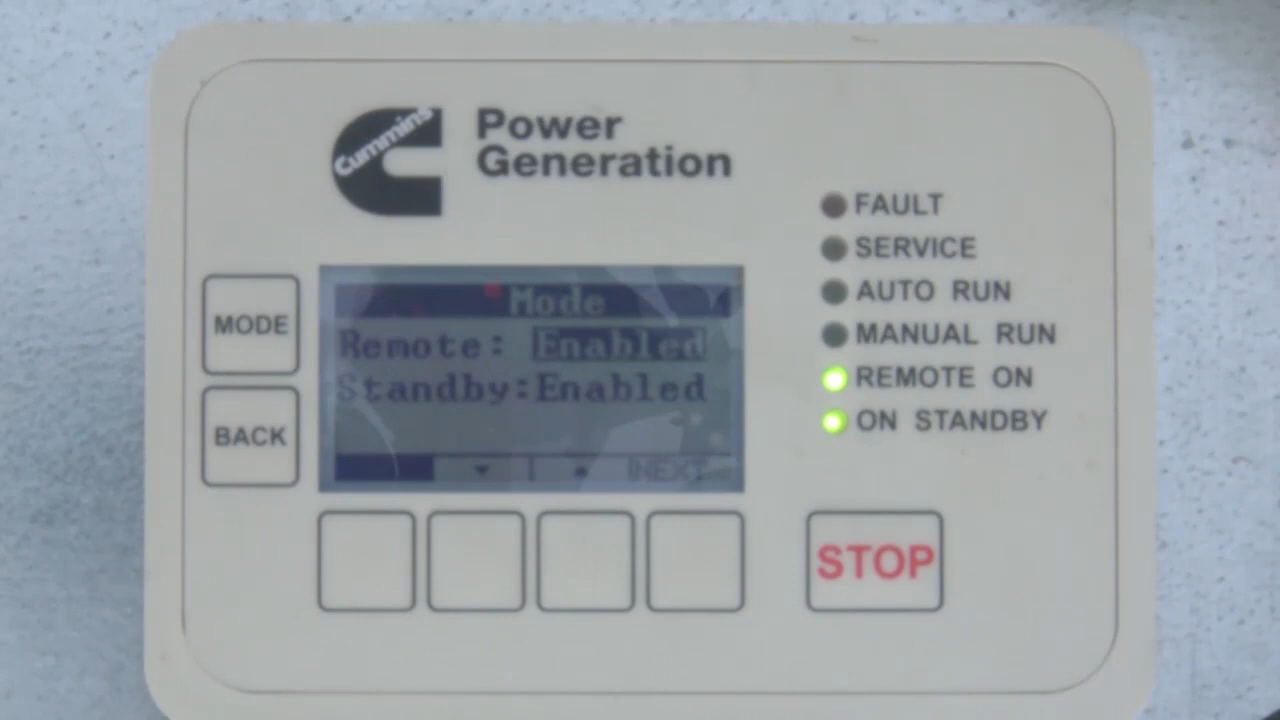 Cummins
Power
Generation
FAULT
SERVICE
AUTO RUN
MANUAL RUN
REMOTE ON
ON STANDBY
MODE
BACK
Mode
Remote: Enabled
Standby:Enabled
NEXT
STOP